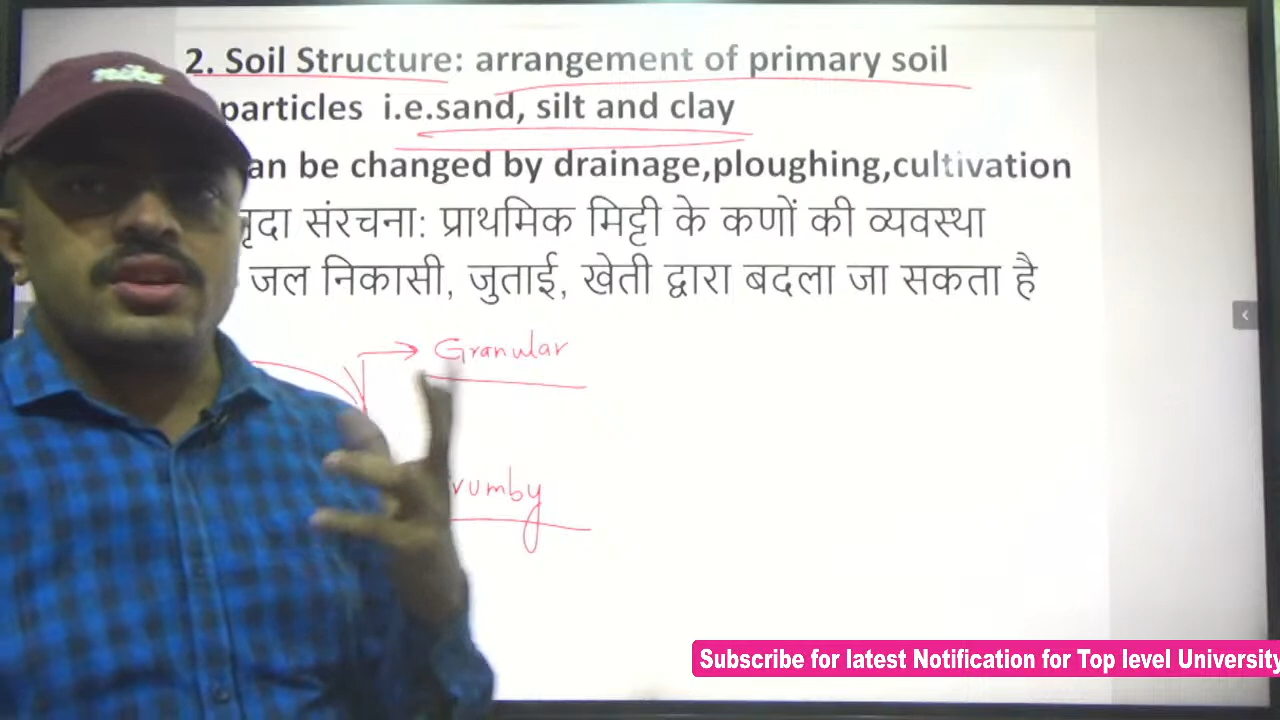 2. Soil Structure: arrangement of primary soil
particles i.e.sand, silt and clay
an be changed by drainage,ploughing,cultivation
मृदा संरचना: प्राथमिक मिट्टी के कणों की व्यवस्था
जल निकासी, जुताई, खेती द्वारा बदला जा सकता है
Granular
rumby
Subscribe for latest Notification for Top level University